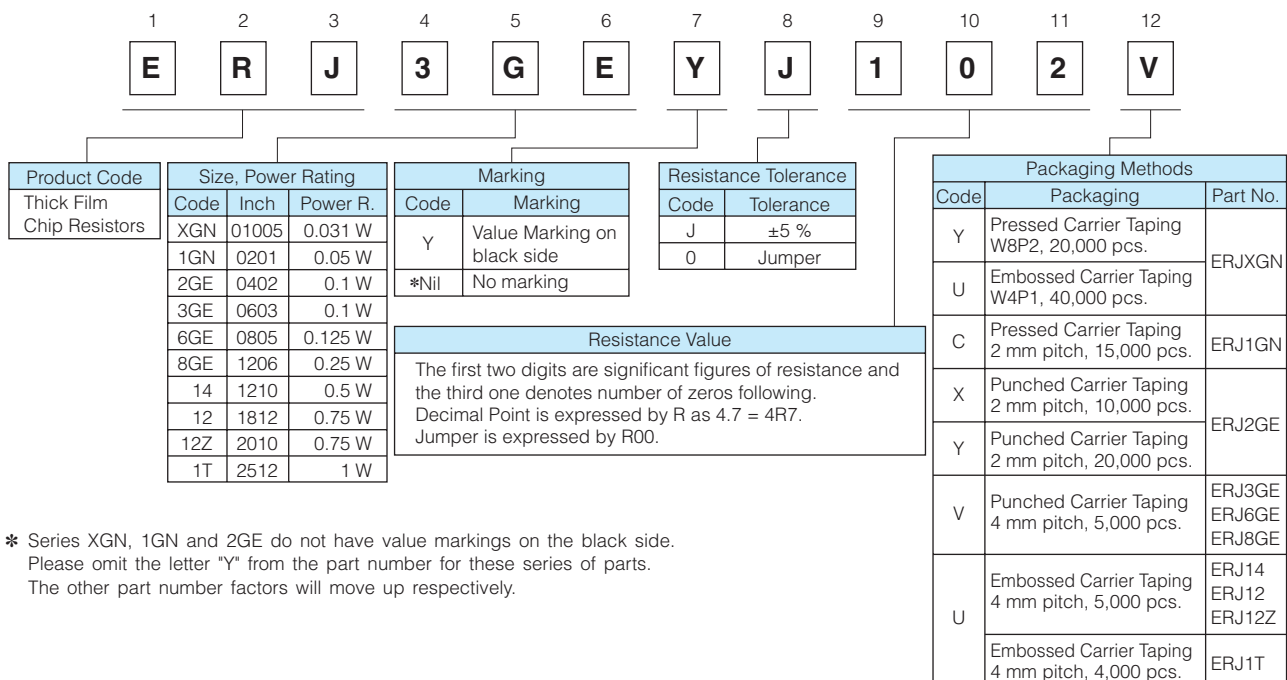 1 2 3 4 5 6 7 8 9 10 11 12
E R J 3 G E Y J 1 0 2 V
Product Code
Thick Film
Chip Resistors
Size, Power Rating
Code Inch Power R.
XGN 01005 0.031 W
1GN 0201 0.05 W
2GE 0402 0.1 W
3GE 0603 0.1 W
6GE 0805 0.125 W
8GE 1206 0.25 W
14 1210 0.5 W
12 1812 0.75 W
12Z 2010 0.75 W
1T 2512 1 W
Marking
Code Marking
Y Value Marking on
black side
*Nil No marking
Resistance Tolerance
Code Tolerance
J ±5 %
0 Jumper
Resistance Value
The first two digits are significant figures of resistance and
the third one denotes number of zeros following.
Decimal Point is expressed by R as 4.7 = 4R7.
Jumper is expressed by R00.
Packaging Methods
Code Packaging Part No.
Y Pressed Carrier Taping
W8P2, 20,000 pcs.
ERJXGN
U Embossed Carrier Taping
W4P1, 40,000 pcs.
C Pressed Carrier Taping
2 mm pitch, 15,000 pcs. ERJ1GN
X Punched Carrier Taping
2 mm pitch, 10,000 pcs.
ERJ2GE
Y Punched Carrier Taping
2 mm pitch, 20,000 pcs.
V Punched Carrier Taping
4 mm pitch, 5,000 pcs.
ERJ3GE
ERJ6GE
ERJ8GE
U Embossed Carrier Taping
4 mm pitch, 5,000 pcs.
ERJ14
ERJ12
ERJ12Z
Embossed Carrier Taping
4 mm pitch, 4,000 pcs. ERJ1T
* Series XGN, 1GN and 2GE do not have value markings on the black side.
Please omit the letter "Y" from the part number for these series of parts.
The other part number factors will move up respectively.